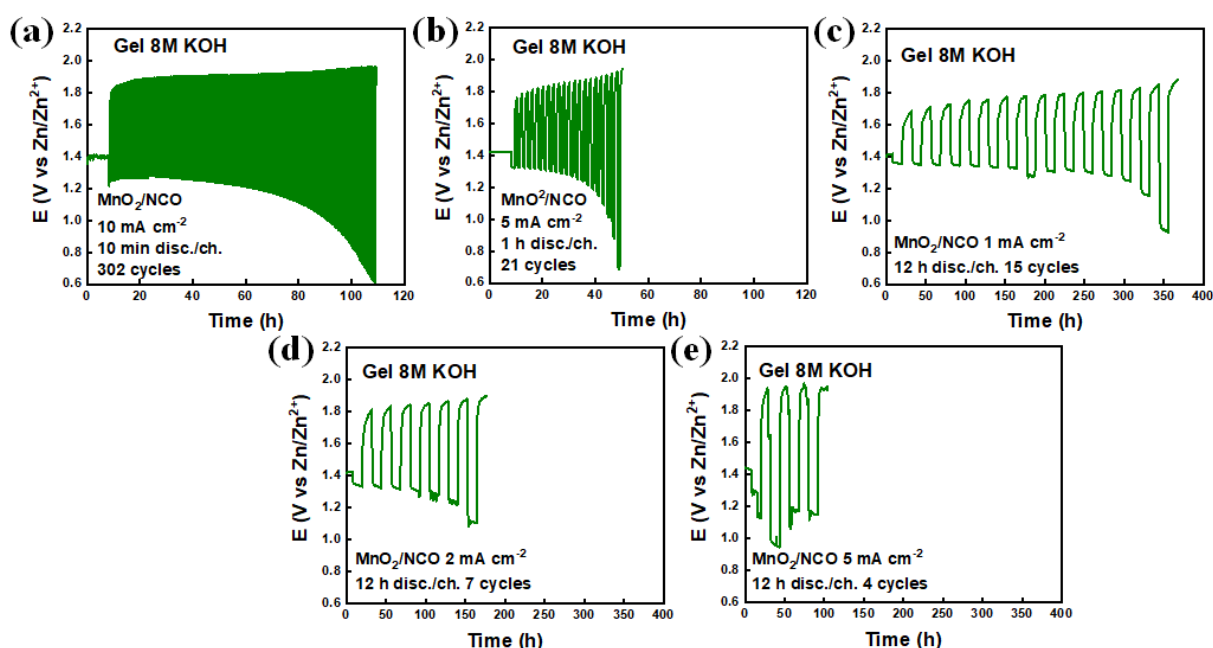 (a)
Gel 8M KOH
E (V vs Zn/Zn²⁺)
2.2
2.0
1.8
1.6
1.4
1.2
1.0
0.8
0.6
MnO₂/NCO
10 mA cm⁻²
10 min disc./ch.
302 cycles
0 20 40 60 80 100 120
Time (h)
(b)
Gel 8M KOH
E (V vs Zn/Zn²⁺)
2.2
2.0
1.8
1.6
1.4
1.2
1.0
0.8
0.6
MnO²/NCO
5 mA cm⁻²
1 h disc./ch.
21 cycles
0 20 40 60 80 100 120
Time (h)
(c)
Gel 8M KOH
E (V vs Zn/Zn²⁺)
2.2
2.0
1.8
1.6
1.4
1.2
1.0
0.8
0.6
MnO₂/NCO 1 mA cm⁻²
12 h disc./ch. 15 cycles
0 50 100 150 200 250 300 350 400
Time (h)
(d)
Gel 8M KOH
E (V vs Zn/Zn²⁺)
2.2
2.0
1.8
1.6
1.4
1.2
1.0
0.8
0.6
MnO₂/NCO 2 mA cm⁻²
12 h disc./ch. 7 cycles
0 50 100 150 200 250 300 350 400
Time (h)
(e)
Gel 8M KOH
E (V vs Zn/Zn²⁺)
2.2
2.0
1.8
1.6
1.4
1.2
1.0
0.8
0.6
MnO₂/NCO 5 mA cm⁻²
12 h disc./ch. 4 cycles
0 50 100 150 200 250 300 350 400
Time (h)